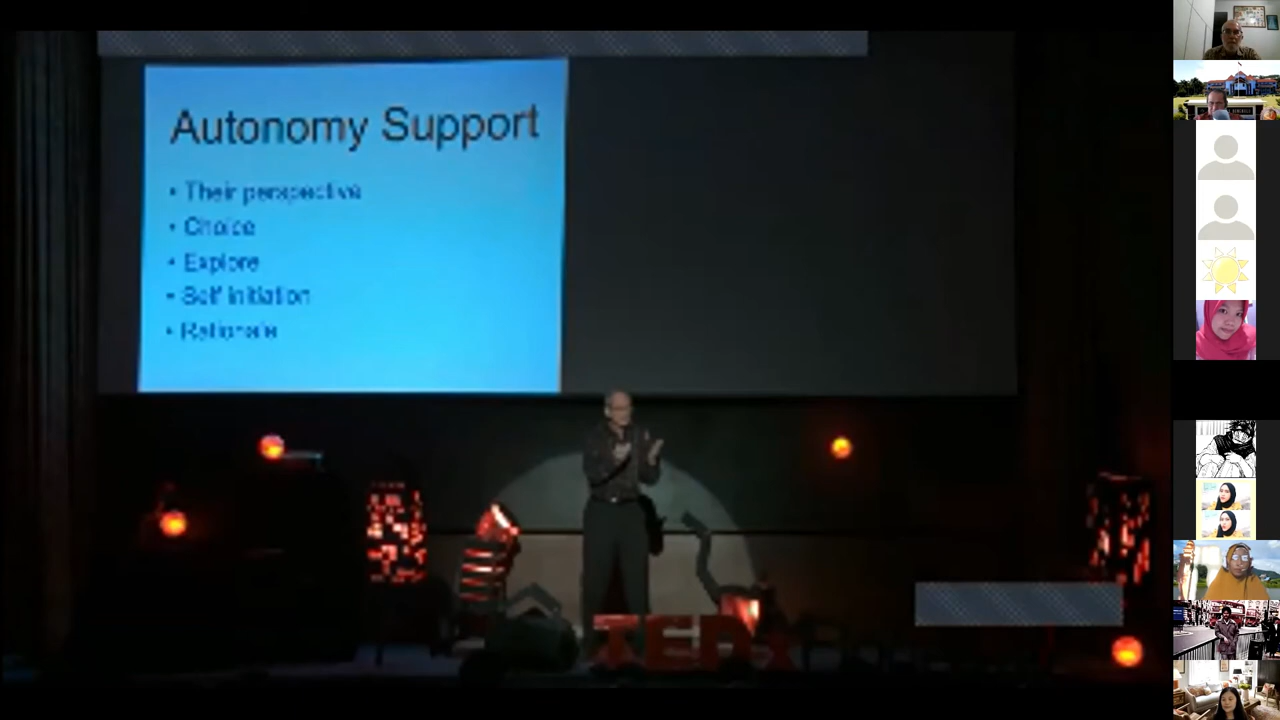 Autonomy Support
• Their perspective
• Choice
• Explore
• Self initiation
• Rationale
TEDx